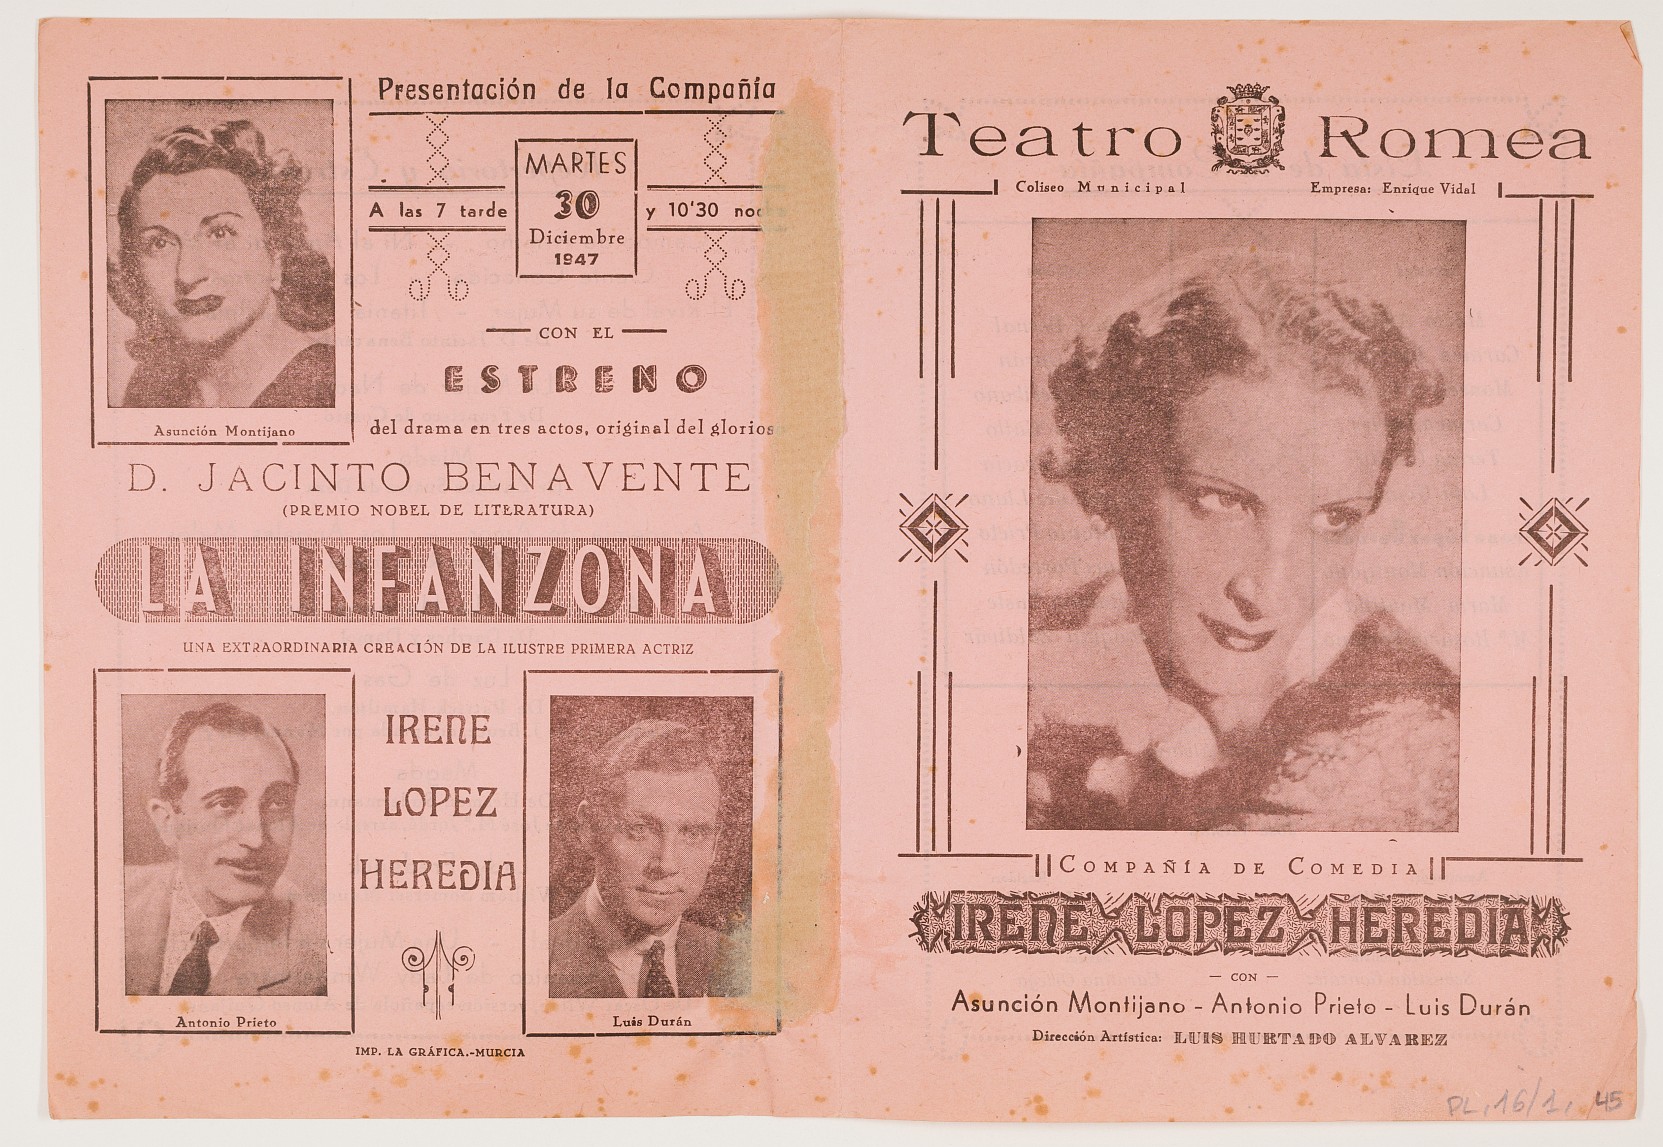 Presentación de la Compañía
A las 7 tarde
MARTES
30
Diciembre
1947
y 10'30
CON EL
ESTRENO
del drama en tres actos, original del
Asunción Montijano
D. JACINTO BENAVENTE
(PREMIO NOBEL DE LITERATURA)
LA INFANZONA
UNA EXTRAORDINARIA CREACIÓN DE LA ILUSTRE PRIMERA ACTRIZ
IRENE
LOPEZ
HEREDIA
Antonio Prieto
Luis Durán
IMP. LA GRÁFICA.-MURCIA
Teatro Romea
Coliseo Municipal
Empresa: Enrique Vidal
COMPAÑÍA DE COMEDIA
IRENE LOPEZ HEREDIA
— CON —
Asunción Montijano - Antonio Prieto - Luis Durán
Dirección Artística: LUIS HURTADO ALVAREZ
PL, 16/1, 45